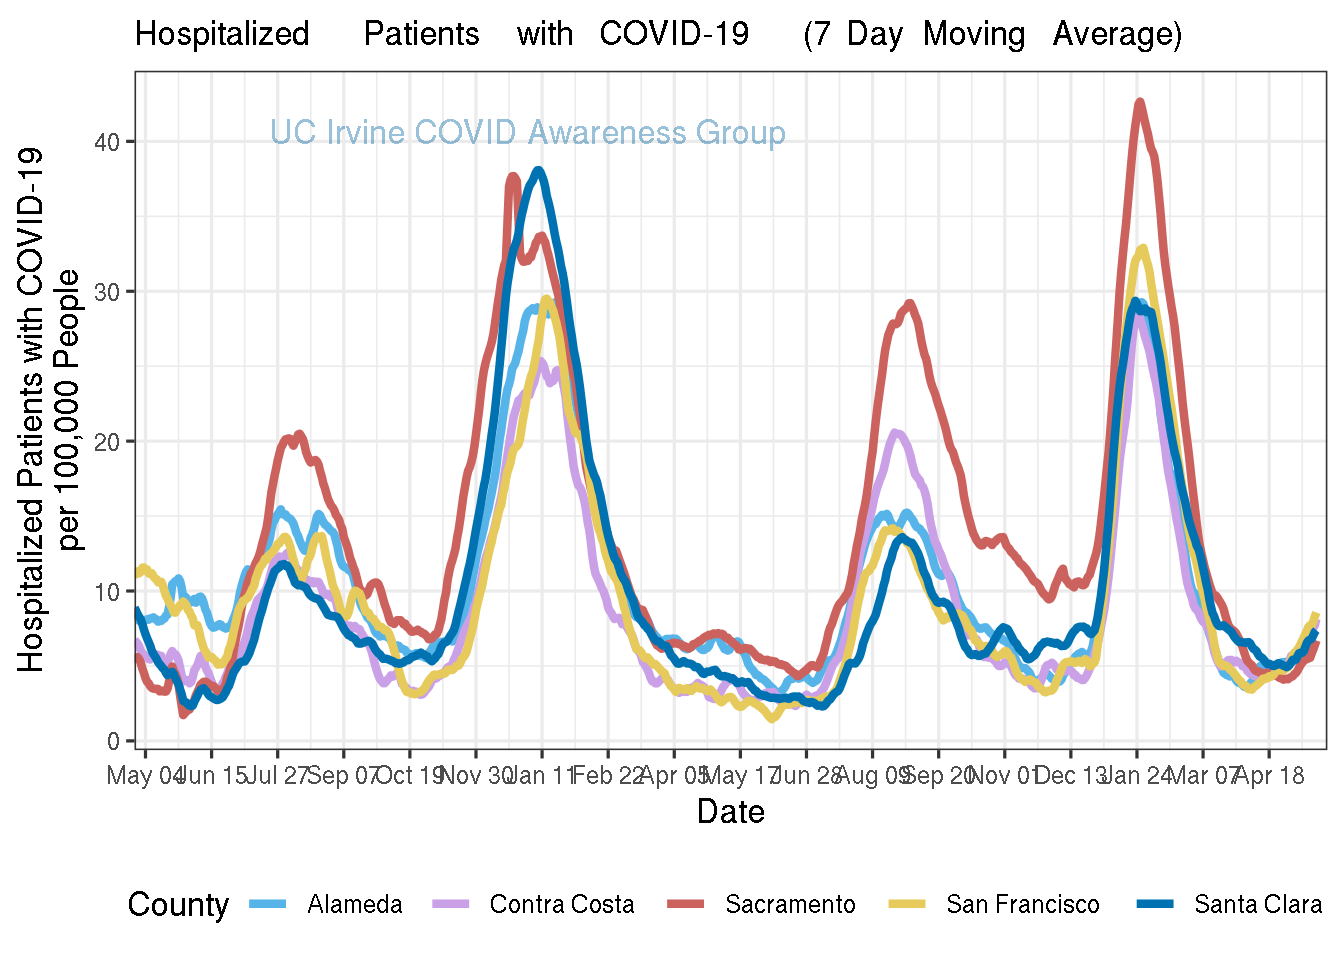 Hospitalized Patients with COVID-19 (7 Day Moving Average)
UC Irvine COVID Awareness Group
Hospitalized Patients with COVID-19
per 100,000 People
40
30
20
10
0
May 04 Jun 15 Jul 27 Sep 07 Oct 19 Nov 30 Jan 11 Feb 22 Apr 05 May 17 Jun 28 Aug 09 Sep 20 Nov 01 Dec 13 Jan 24 Mar 07 Apr 18
Date
County Alameda Contra Costa Sacramento San Francisco Santa Clara